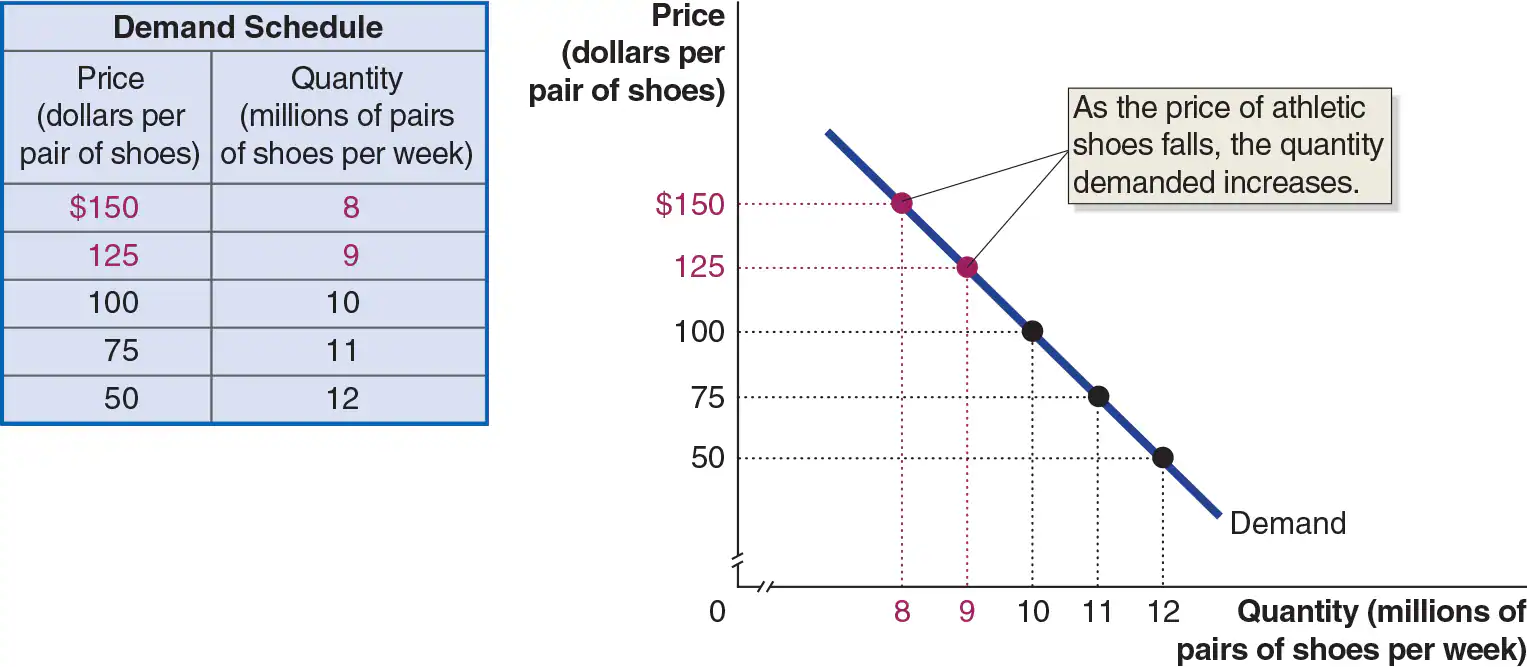 Demand Schedule
Price
(dollars per
pair of shoes)
Quantity
(millions of pairs
of shoes per week)
$150 8
125 9
100 10
75 11
50 12
Price
(dollars per
pair of shoes)
As the price of athletic
shoes falls, the quantity
demanded increases.
$150
125
100
75
50
Demand
0 8 9 10 11 12
Quantity (millions of
pairs of shoes per week)